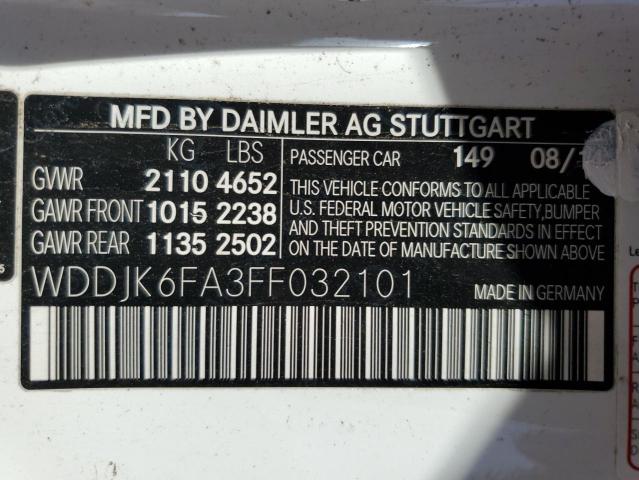 MFD BY DAIMLER AG STUTTGART
KG LBS
GVWR 2110 4652
GAWR FRONT 1015 2238
GAWR REAR 1135 2502
PASSENGER CAR 149 08/
THIS VEHICLE CONFORMS TO ALL APPLICABLE
U.S. FEDERAL MOTOR VEHICLE SAFETY, BUMPER
AND THEFT PREVENTION STANDARDS IN EFFECT
ON THE DATE OF MANUFACTURE SHOWN ABOVE.
WDDJK6FA3FF032101 MADE IN GERMANY